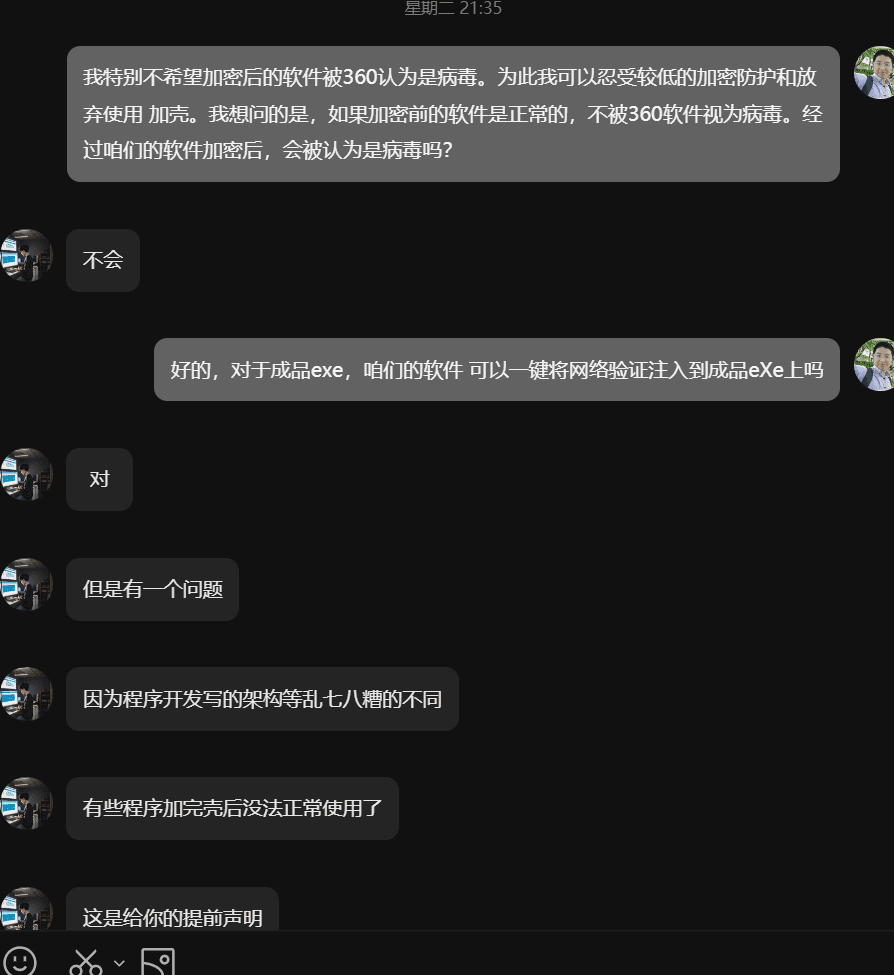 星期二 21:35
我特别不希望加密后的软件被360认为是病毒。为此我可以忍受较低的加密防护和放
弃使用 加壳。我想问的是，如果加密前的软件是正常的，不被360软件视为病毒。经
过咱们的软件加密后，会被认为是病毒吗？
不会
好的，对于成品exe，咱们的软件 可以一键将网络验证注入到成品eXe上吗
对
但是有一个问题
因为程序开发写的架构等乱七八糟的不同
有些程序加完壳后没法正常使用了
这是给你的提前声明